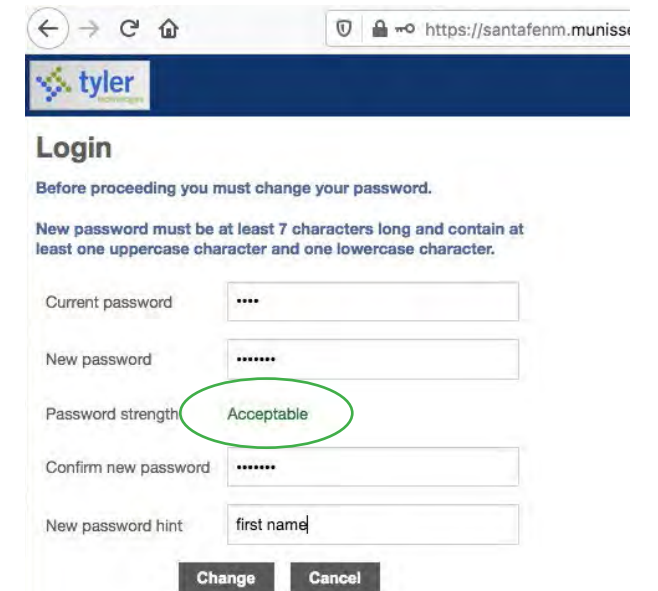 https://santafenm.munisse
tyler
technologies
Login
Before proceeding you must change your password.
New password must be at least 7 characters long and contain at
least one uppercase character and one lowercase character.
Current password ••••
New password •••••••
Password strength Acceptable
Confirm new password •••••••
New password hint first name
Change Cancel